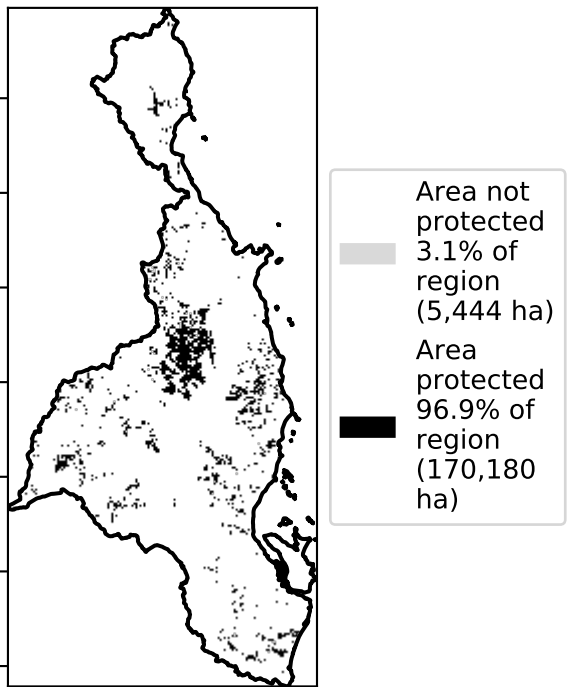 Area not
protected
3.1% of
region
(5,444 ha)
Area
protected
96.9% of
region
(170,180
ha)